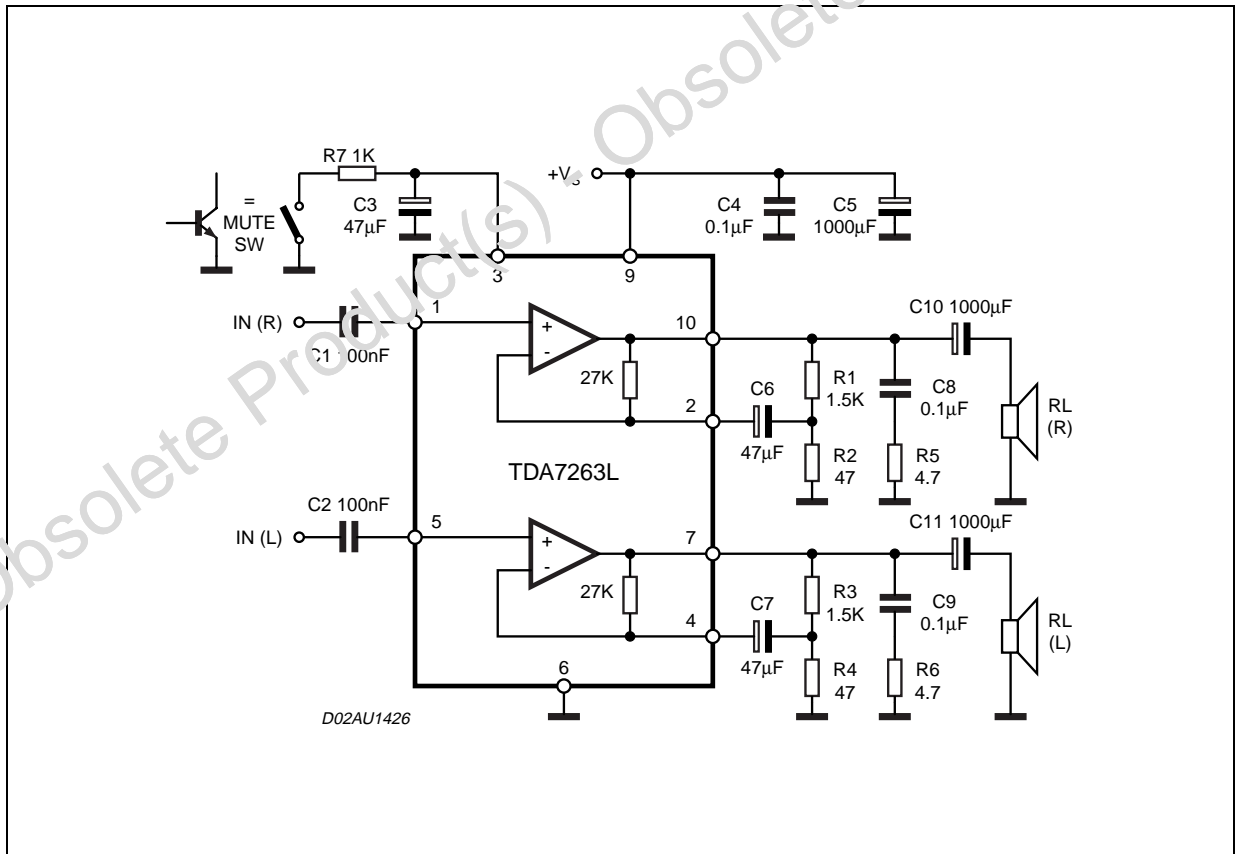 Obsolete Product(s) - Obsolete
R7 1K
+VS
=
MUTE
SW
C3
47µF
C4
0.1µF
C5
1000µF
3
9
IN (R)
1
C1 100nF
+
-
27K
10
2
C6
47µF
R1
1.5K
R2
47
C8
0.1µF
R5
4.7
C10 1000µF
RL
(R)
TDA7263L
C2 100nF
IN (L)
5
+
-
27K
7
4
C7
47µF
R3
1.5K
R4
47
C9
0.1µF
R6
4.7
C11 1000µF
RL
(L)
6
D02AU1426
Obsolete